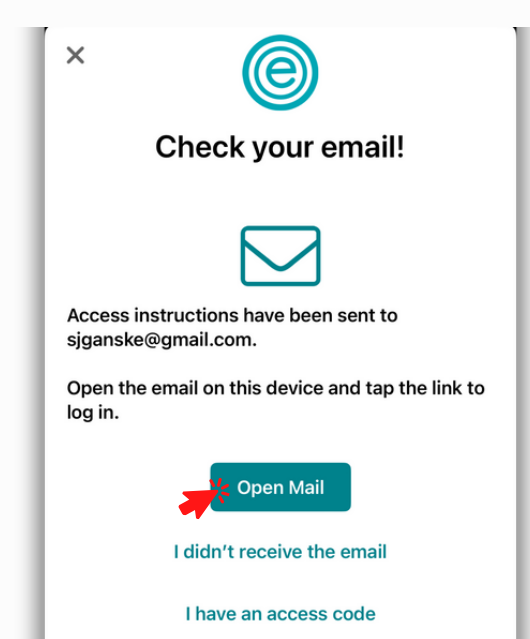 e
Check your email!
Access instructions have been sent to
sjganske@gmail.com.
Open the email on this device and tap the link to
log in.
Open Mail
I didn’t receive the email
I have an access code